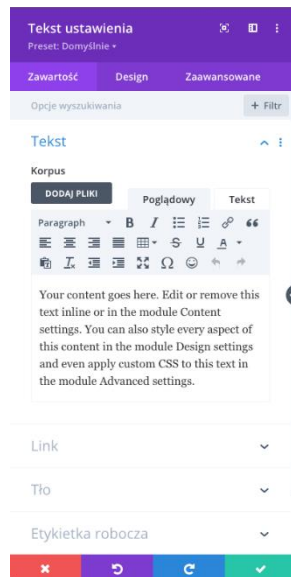 Tekst ustawienia
Preset: Domyślnie
Zawartość Design Zaawansowane
Opcje wyszukiwania + Filtr
Tekst
Korpus
DODAJ PLIKI Poglądowy Tekst
Paragraph B I S U A
Your content goes here. Edit or remove this
text inline or in the module Content
settings. You can also style every aspect of
this content in the module Design settings
and even apply custom CSS to this text in
the module Advanced settings.
Link
Tło
Etykietka robocza